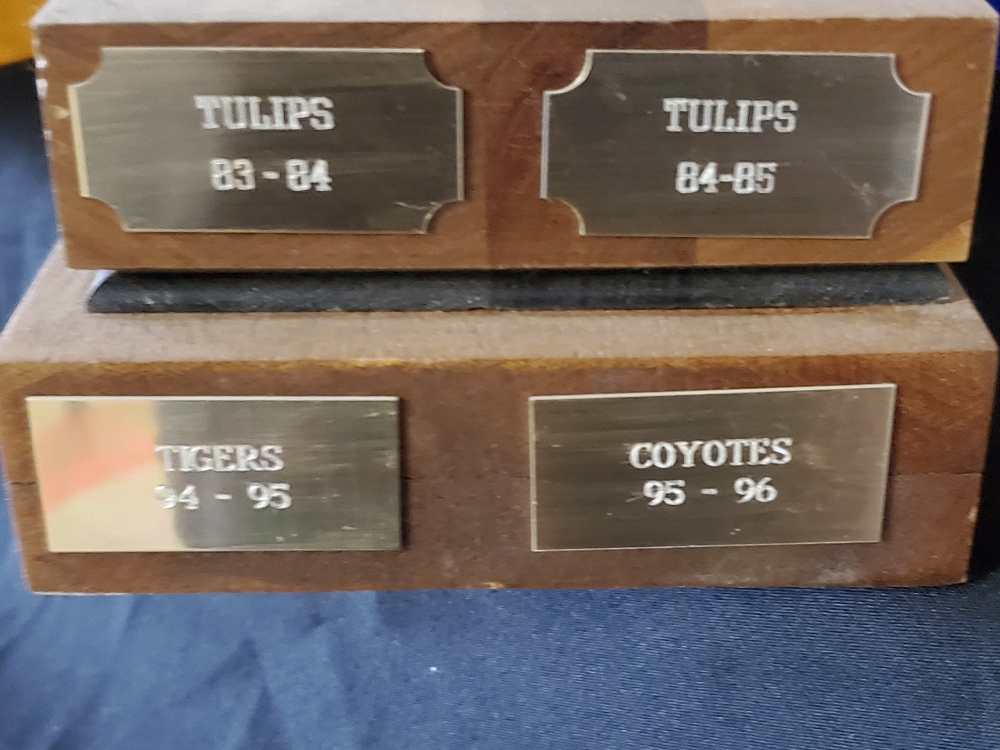 TULIPS
83 - 84
TULIPS
84-85
TIGERS
94 - 95
COYOTES
95 - 96